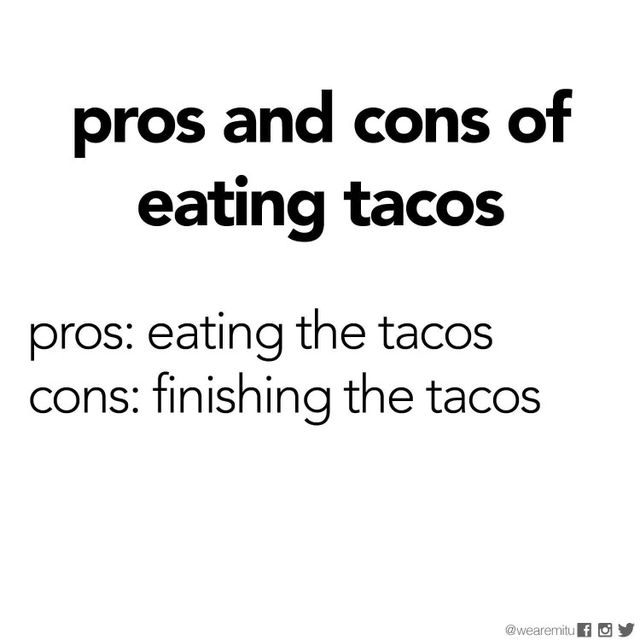 pros and cons of
eating tacos
pros: eating the tacos
cons: finishing the tacos
@wearemitu